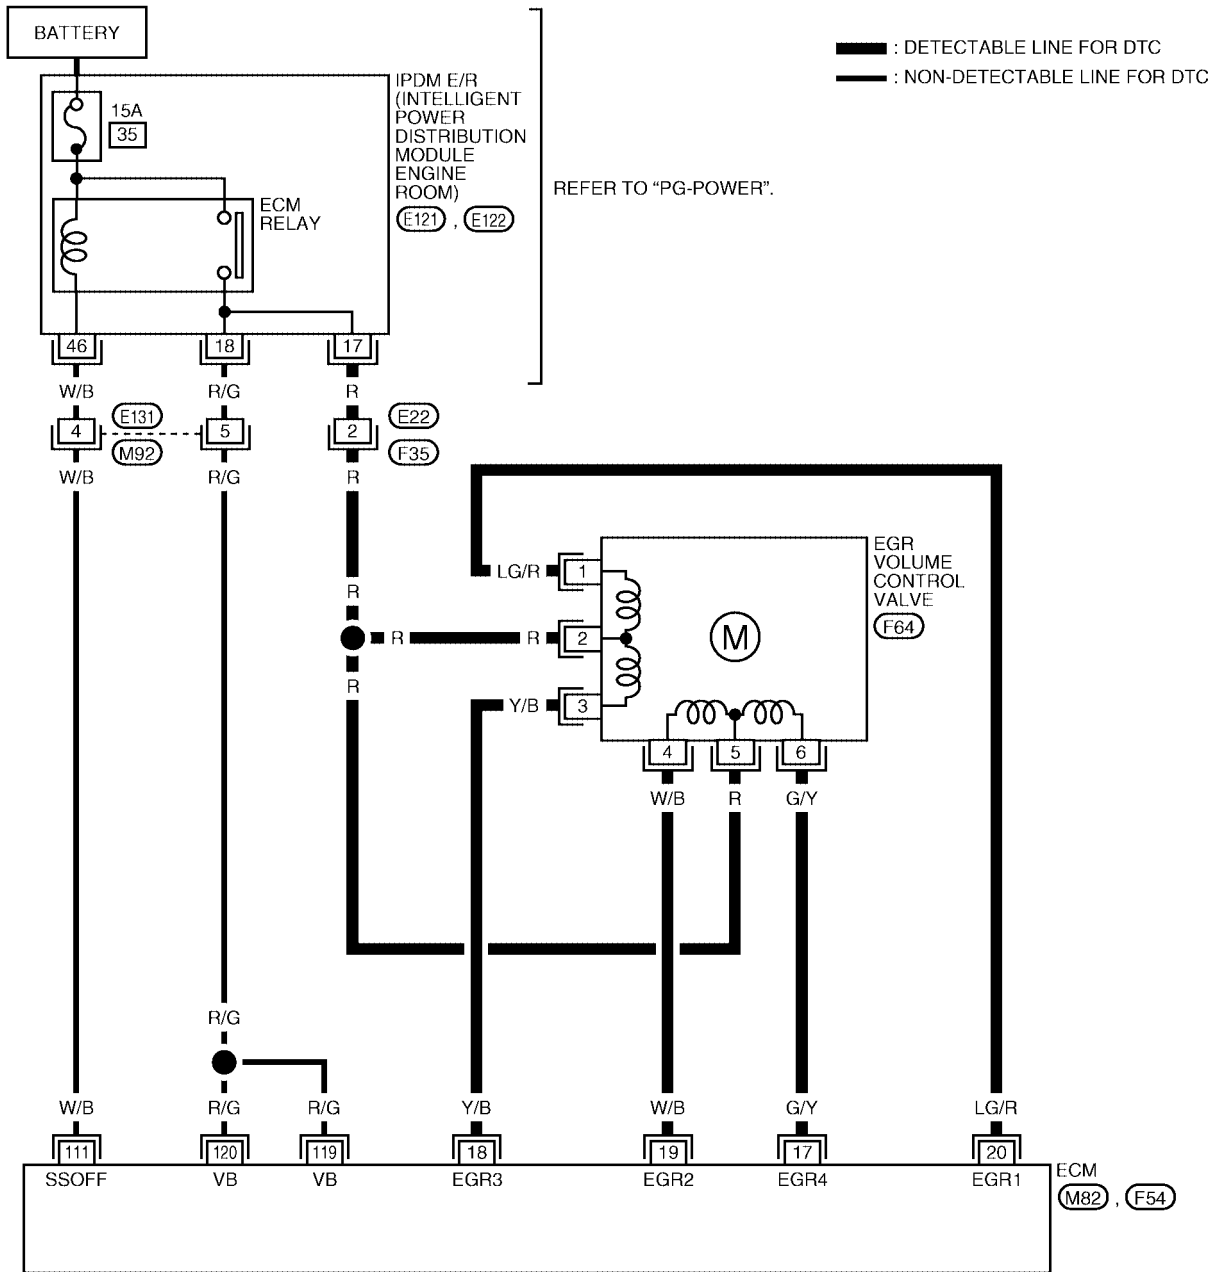 BATTERY
: DETECTABLE LINE FOR DTC
: NON-DETECTABLE LINE FOR DTC
15A
35
IPDM E/R
(INTELLIGENT
POWER
DISTRIBUTION
MODULE
ENGINE
ROOM)
E121 , E122
REFER TO “PG-POWER”.
ECM
RELAY
46 18 17
W/B R/G R
E131 E22
4 5 2
M92 F35
W/B R/G R
EGR
VOLUME
CONTROL
VALVE
F64
LG/R 1
R
R R 2
M
R
Y/B 3
4 5 6
W/B R G/Y
R/G
W/B R/G R/G Y/B W/B G/Y LG/R
111 120 119 18 19 17 20
SSOFF VB VB EGR3 EGR2 EGR4 EGR1
ECM
M82 , F54